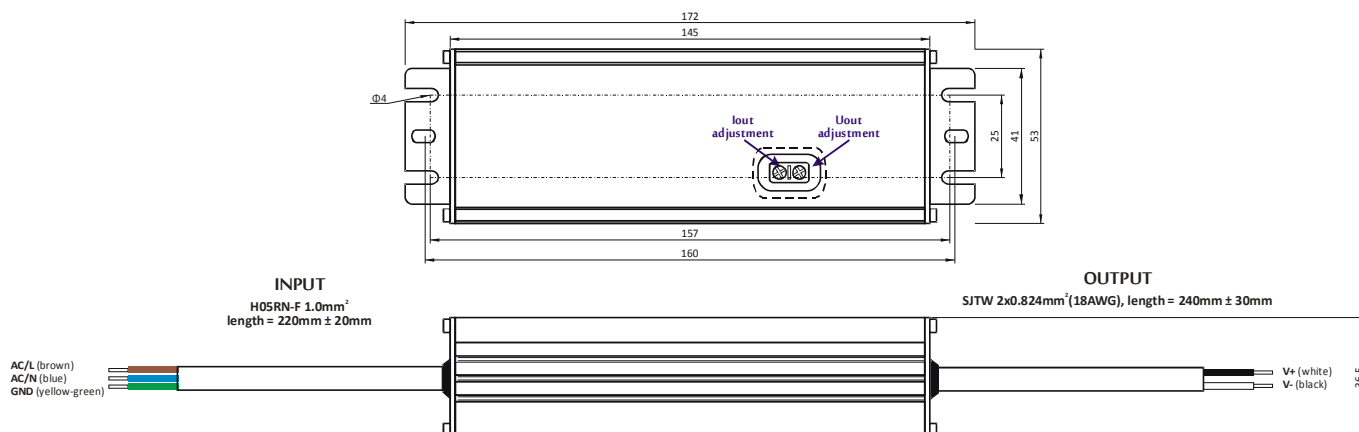 172
145
Φ4
Iout
adjustment
Uout
adjustment
25
41
53
157
160
INPUT
H05RN-F 1.0mm²
length = 220mm ± 20mm
OUTPUT
SJTW 2x0.824mm²(18AWG), length = 240mm ± 30mm
AC/L (brown)
AC/N (blue)
GND (yellow-green)
V+ (white)
V- (black)